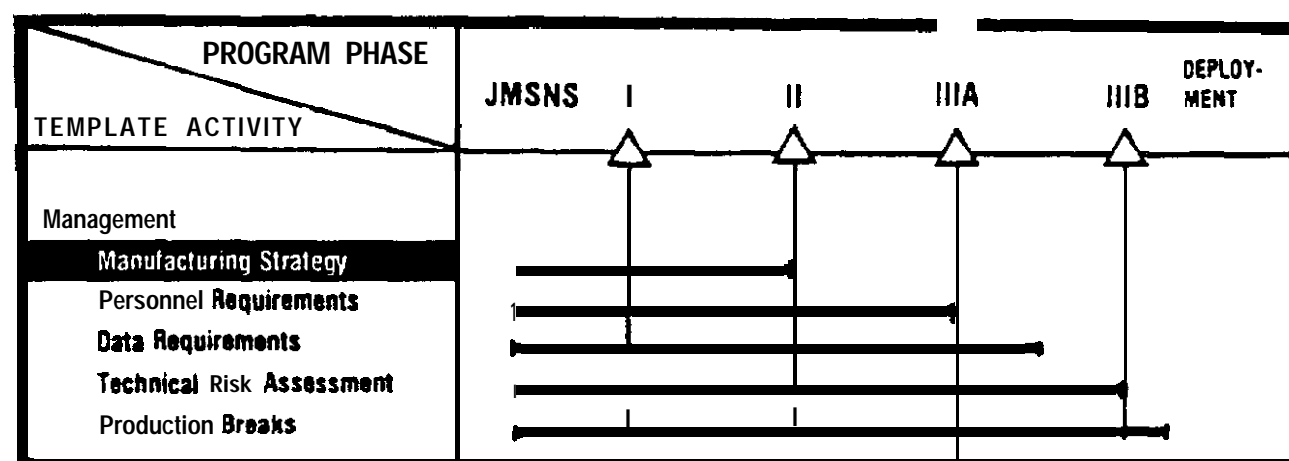 PROGRAM PHASE
TEMPLATE ACTIVITY
JMSNS I II IIIA IIIB DEPLOY-
MENT
Management
Manufacturing Strategy
Personnel Requirements
Data Requirements
Technical Risk Assessment
Production Breaks